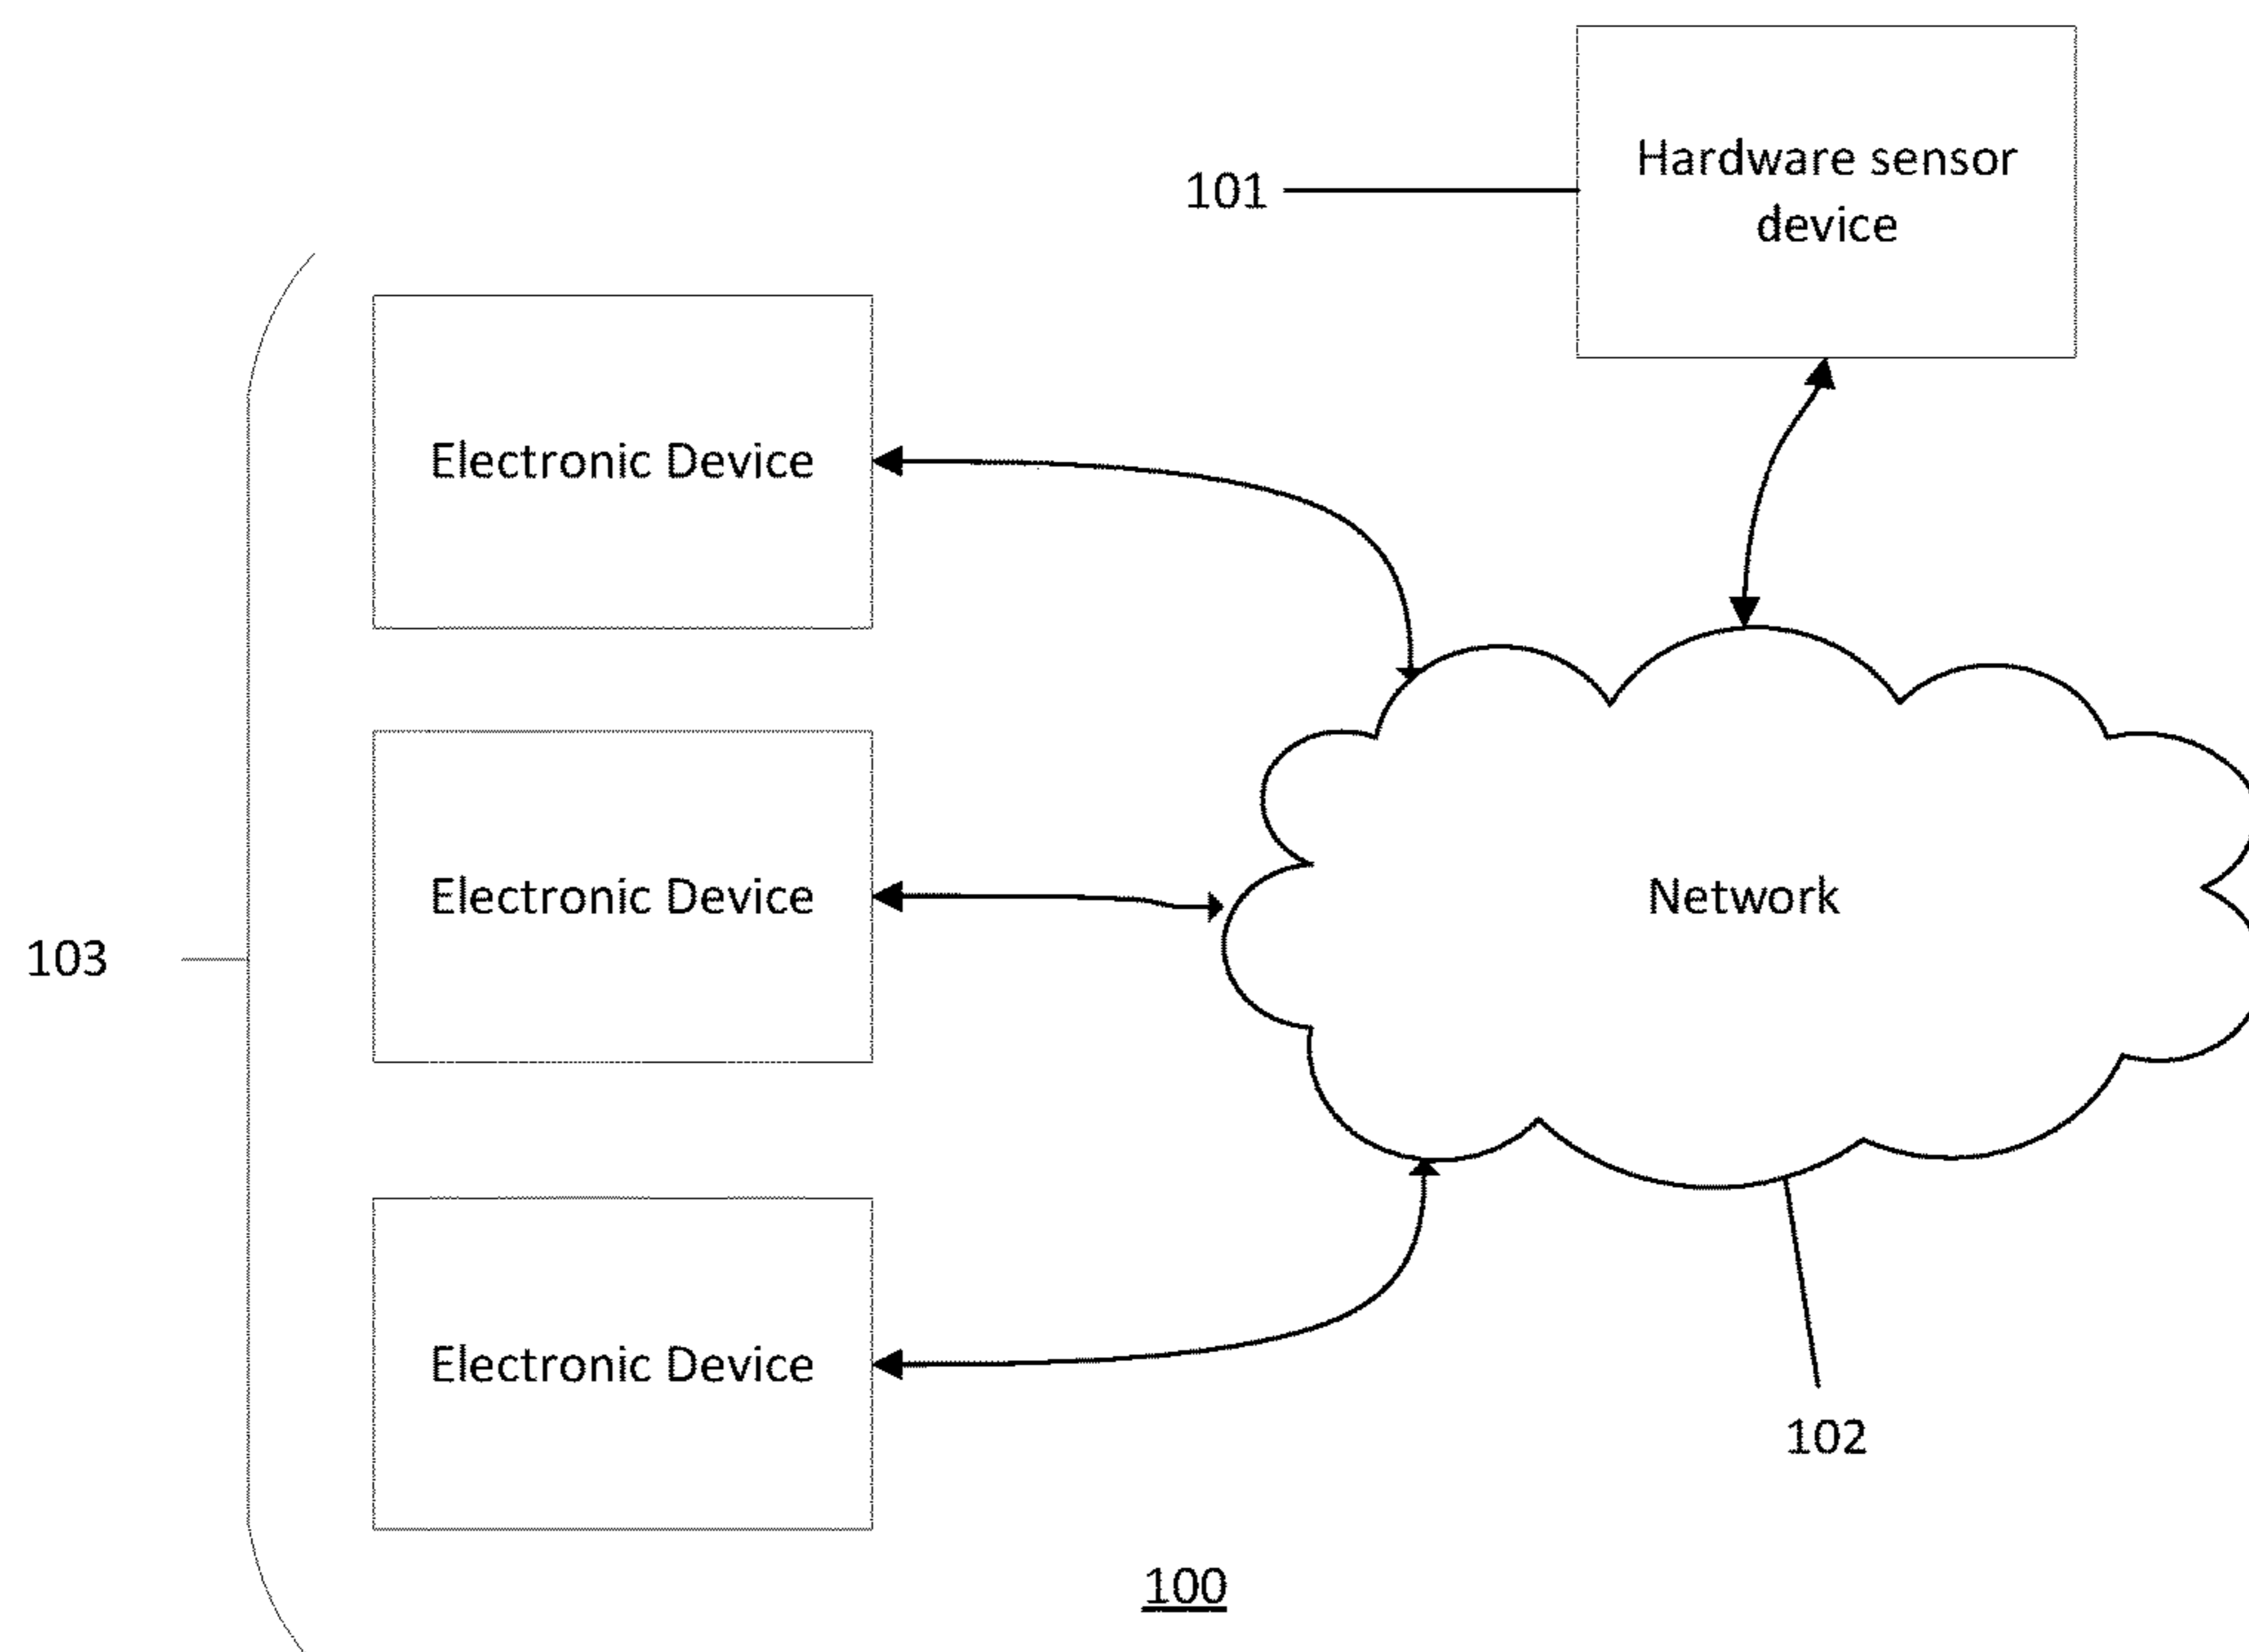 Hardware sensor
device
101
Electronic Device
Electronic Device
Network
103
Electronic Device
102
100